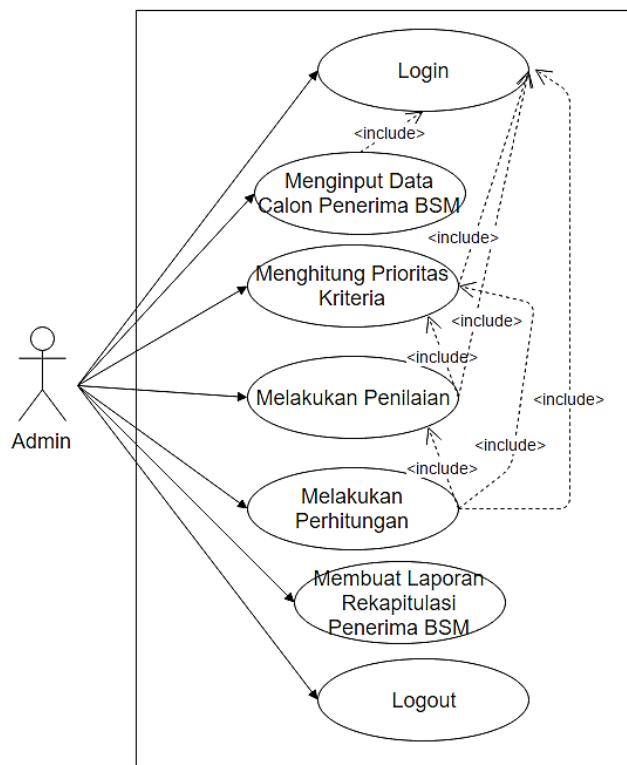 Login
<include>
Menginput Data
Calon Penerima BSM
<include>
Menghitung Prioritas
Kriteria
<include>
<include>
Admin
Melakukan Penilaian
<include>
<include>
<include>
Melakukan
Perhitungan
Membuat Laporan
Rekapitulasi
Penerima BSM
Logout